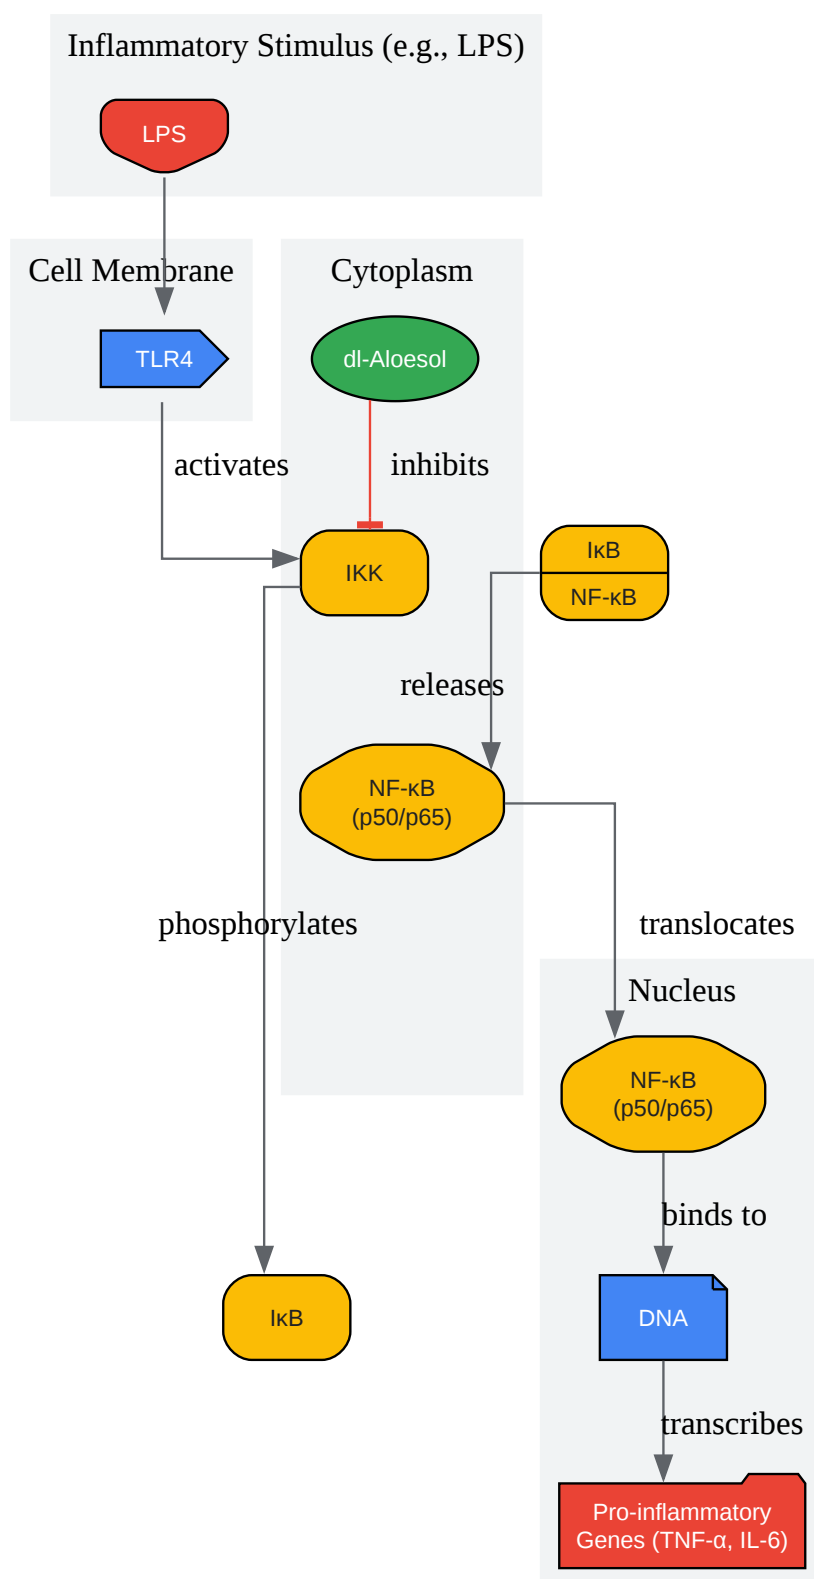 Inflammatory Stimulus (e.g., LPS)
LPS
Cell Membrane
Cytoplasm
TLR4
dl-Aloesol
activates
inhibits
IKK
IκB
NF-κB
releases
NF-κB
(p50/p65)
phosphorylates
translocates
Nucleus
NF-κB
(p50/p65)
binds to
IκB
DNA
transcribes
Pro-inflammatory
Genes (TNF-α, IL-6)